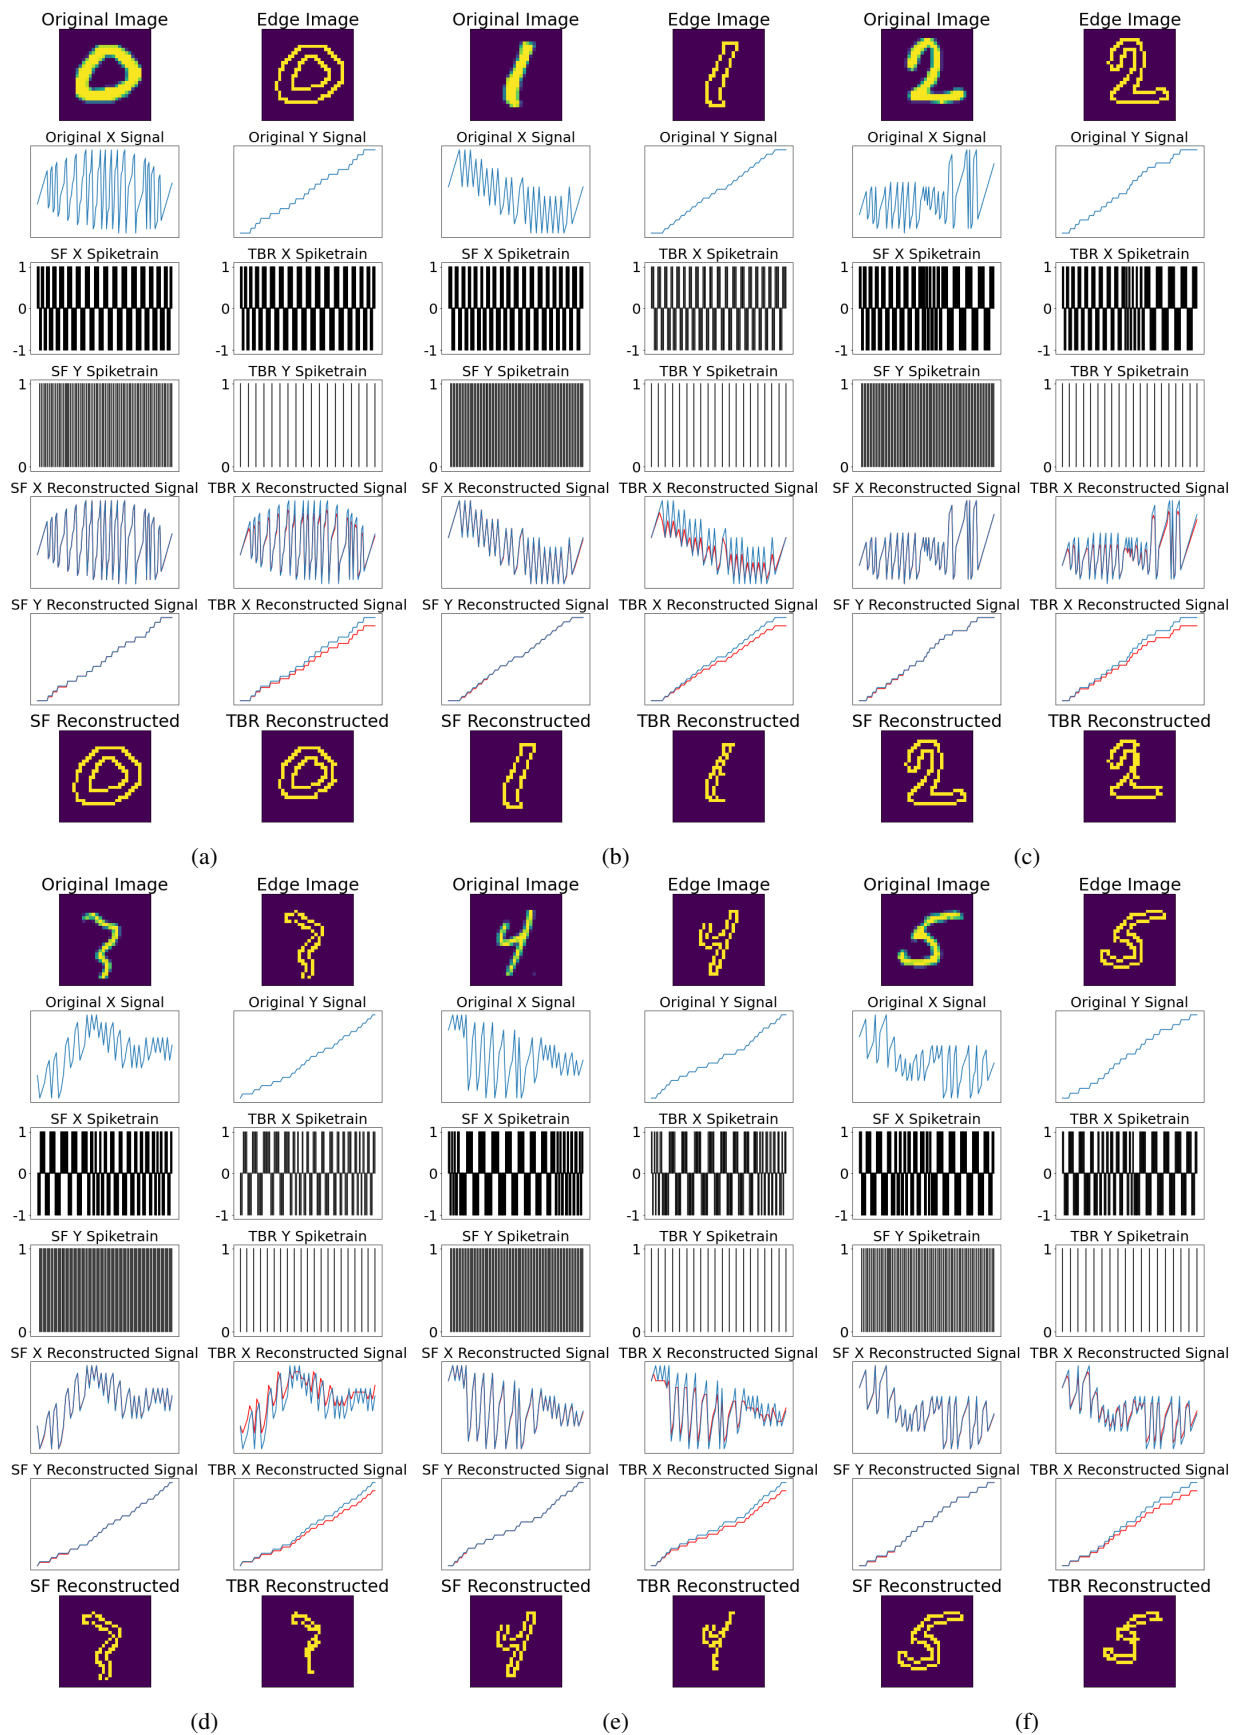 Original Image Edge Image Original Image Edge Image Original Image Edge Image
Original X Signal Original Y Signal Original X Signal Original Y Signal Original X Signal Original Y Signal
SF X Spiketrain TBR X Spiketrain SF X Spiketrain TBR X Spiketrain SF X Spiketrain TBR X Spiketrain
1 1 1 1 1 1
0 0 0 0 0 0
-1 -1 -1 -1 -1 -1
SF Y Spiketrain TBR Y Spiketrain SF Y Spiketrain TBR Y Spiketrain SF Y Spiketrain TBR Y Spiketrain
1 1 1 1 1 1
0 0 0 0 0 0
SF X Reconstructed Signal TBR X Reconstructed Signal SF X Reconstructed Signal TBR X Reconstructed Signal SF X Reconstructed Signal TBR X Reconstructed Signal
SF Y Reconstructed Signal TBR X Reconstructed Signal SF Y Reconstructed Signal TBR X Reconstructed Signal SF Y Reconstructed Signal TBR X Reconstructed Signal
SF Reconstructed TBR Reconstructed SF Reconstructed TBR Reconstructed SF Reconstructed TBR Reconstructed
(a) (b) (c)
Original Image Edge Image Original Image Edge Image Original Image Edge Image
Original X Signal Original Y Signal Original X Signal Original Y Signal Original X Signal Original Y Signal
SF X Spiketrain TBR X Spiketrain SF X Spiketrain TBR X Spiketrain SF X Spiketrain TBR X Spiketrain
1 1 1 1 1 1
0 0 0 0 0 0
-1 -1 -1 -1 -1 -1
SF Y Spiketrain TBR Y Spiketrain SF Y Spiketrain TBR Y Spiketrain SF Y Spiketrain TBR Y Spiketrain
1 1 1 1 1 1
0 0 0 0 0 0
SF X Reconstructed Signal TBR X Reconstructed Signal SF X Reconstructed Signal TBR X Reconstructed Signal SF X Reconstructed Signal TBR X Reconstructed Signal
SF Y Reconstructed Signal TBR X Reconstructed Signal SF Y Reconstructed Signal TBR X Reconstructed Signal SF Y Reconstructed Signal TBR X Reconstructed Signal
SF Reconstructed TBR Reconstructed SF Reconstructed TBR Reconstructed SF Reconstructed TBR Reconstructed
(d) (e) (f)